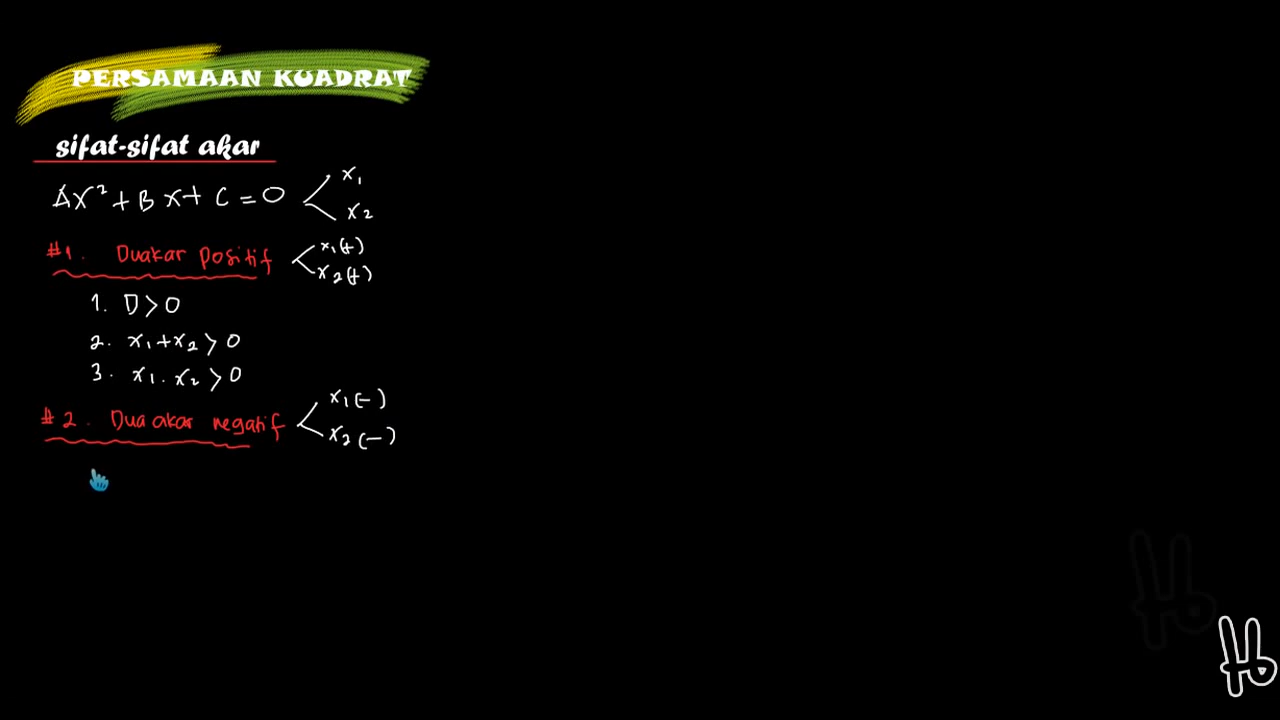 PERSAMAAN KUADRAT
sifat-sifat akar
AX² + BX + C = 0 < x₁ x₂
#1. Duakar positif < x₁(+) x₂(+)
1. D > 0
2. x₁ + x₂ > 0
3. x₁ . x₂ > 0
#2. Dua akar negatif < x₁(-) x₂(-)